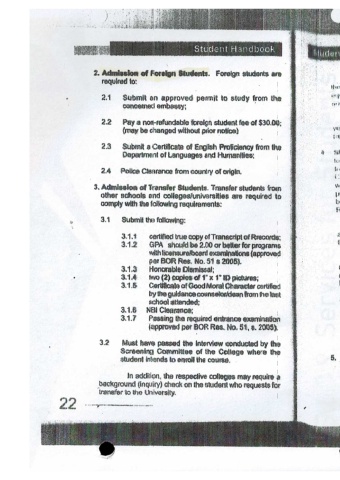 Student Handbook
2. Admission of Foreign Students. Foreign students are
required to:
2.1 Submit an approved permit to study from the
concerned embassy;
2.2 Pay a non-refundable foreign student fee of $30.00;
(may be changed without prior notice)
2.3 Submit a Certificate of English Proficiency from the
Department of Languages and Humanities;
2.4 Police Clearance from country of origin.
3. Admission of Transfer Students. Transfer students from
other schools and colleges/universities are required to
comply with the following requirements:
3.1 Submit the following:
3.1.1 certified true copy of Transcript of Rrecords;
3.1.2 GPA should be 2.00 or better for programs
with licensure/board examinations (approved
per BOR Res. No. 51 s 2005).
3.1.3 Honorable Dismissal;
3.1.4 two (2) copies of 1" x 1" ID pictures;
3.1.5 Certificate of Good Moral Character certified
by the guidance counselor/dean from the last
school attended;
3.1.6 NBI Clearance;
3.1.7 Passing the required entrance examination
(approved per BOR Res. No. 51, s. 2005).
3.2 Must have passed the interview conducted by the
Screening Committee of the College where the
student intends to enroll the course.
In addition, the respective colleges may require a
background (inquiry) check on the student who requests for
transfer to the University.
22
Studen
5.